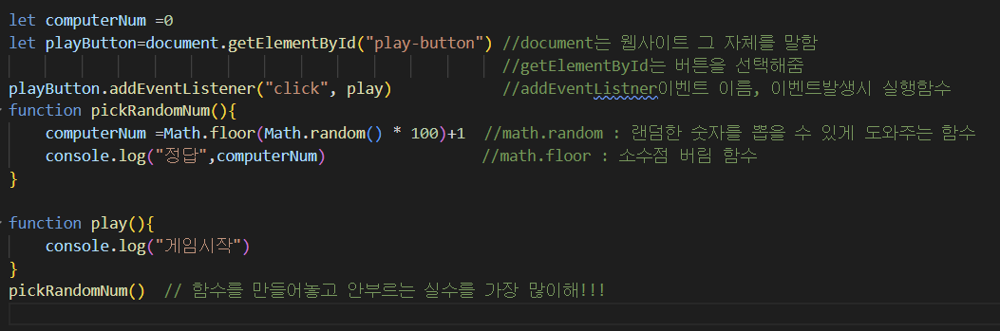 let computerNum =0
let playButton=document.getElementById("play-button") //document는 웹사이트 그 자체를 말함
//getElementById는 버튼을 선택해줌
playButton.addEventListener("click", play) //addEventListner이벤트 이름, 이벤트발생시 실행함수
function pickRandomNum(){
computerNum =Math.floor(Math.random() * 100)+1 //math.random : 랜덤한 숫자를 뽑을 수 있게 도와주는 함수
console.log("정답",computerNum) //math.floor : 소수점 버림 함수
}
function play(){
console.log("게임시작")
}
pickRandomNum() // 함수를 만들어놓고 안부르는 실수를 가장 많이해!!!